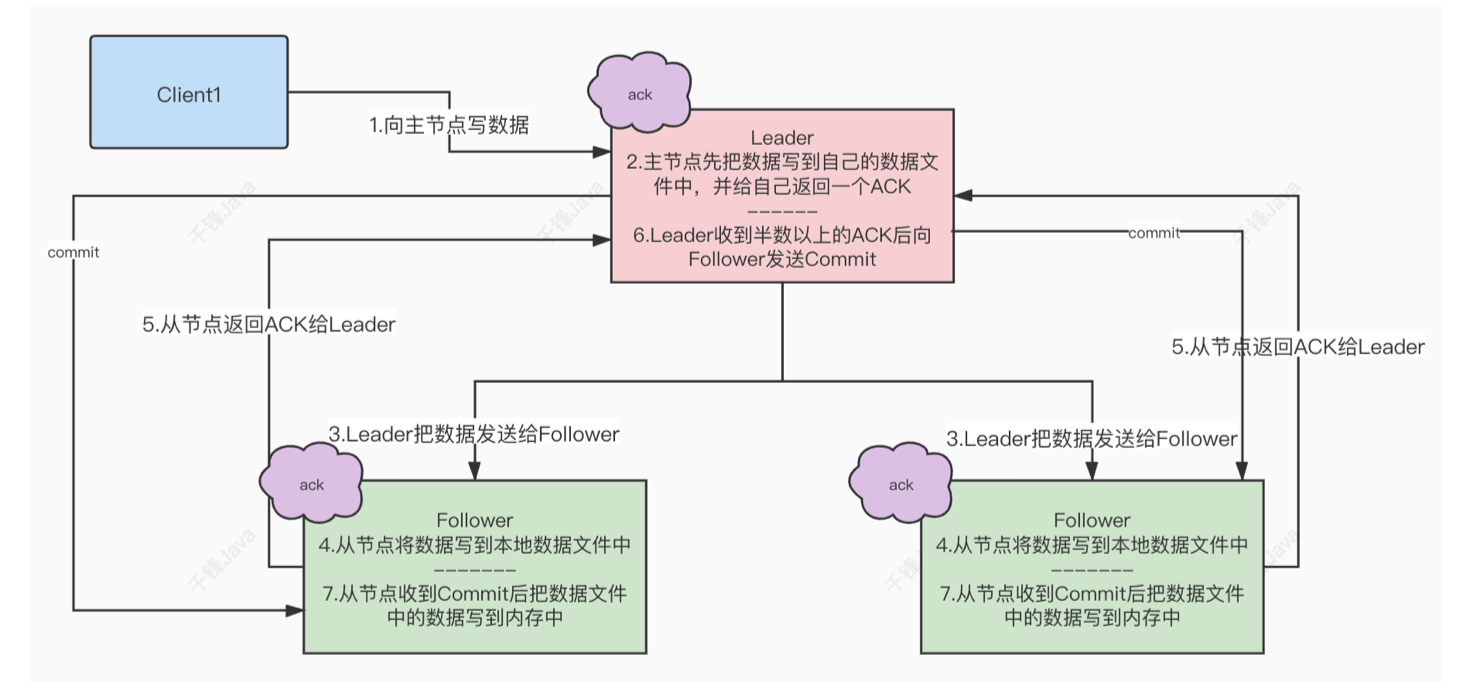 Client1
ack
1.向主节点写数据
Leader
2.主节点先把数据写到自己的数据文
件中，并给自己返回一个ACK
------
6.Leader收到半数以上的ACK后向
Follower发送Commit
千锋Java
千锋Java
千锋Java
commit
commit
5.从节点返回ACK给Leader
5.从节点返回ACK给Leader
3.Leader把数据发送给Follower
3.Leader把数据发送给Follower
ack
ack
Follower
4.从节点将数据写到本地数据文件中
-------
7.从节点收到Commit后把数据文件
中的数据写到内存中
Follower
4.从节点将数据写到本地数据文件中
-------
7.从节点收到Commit后把数据文件
中的数据写到内存中
千锋Java
千锋
Java